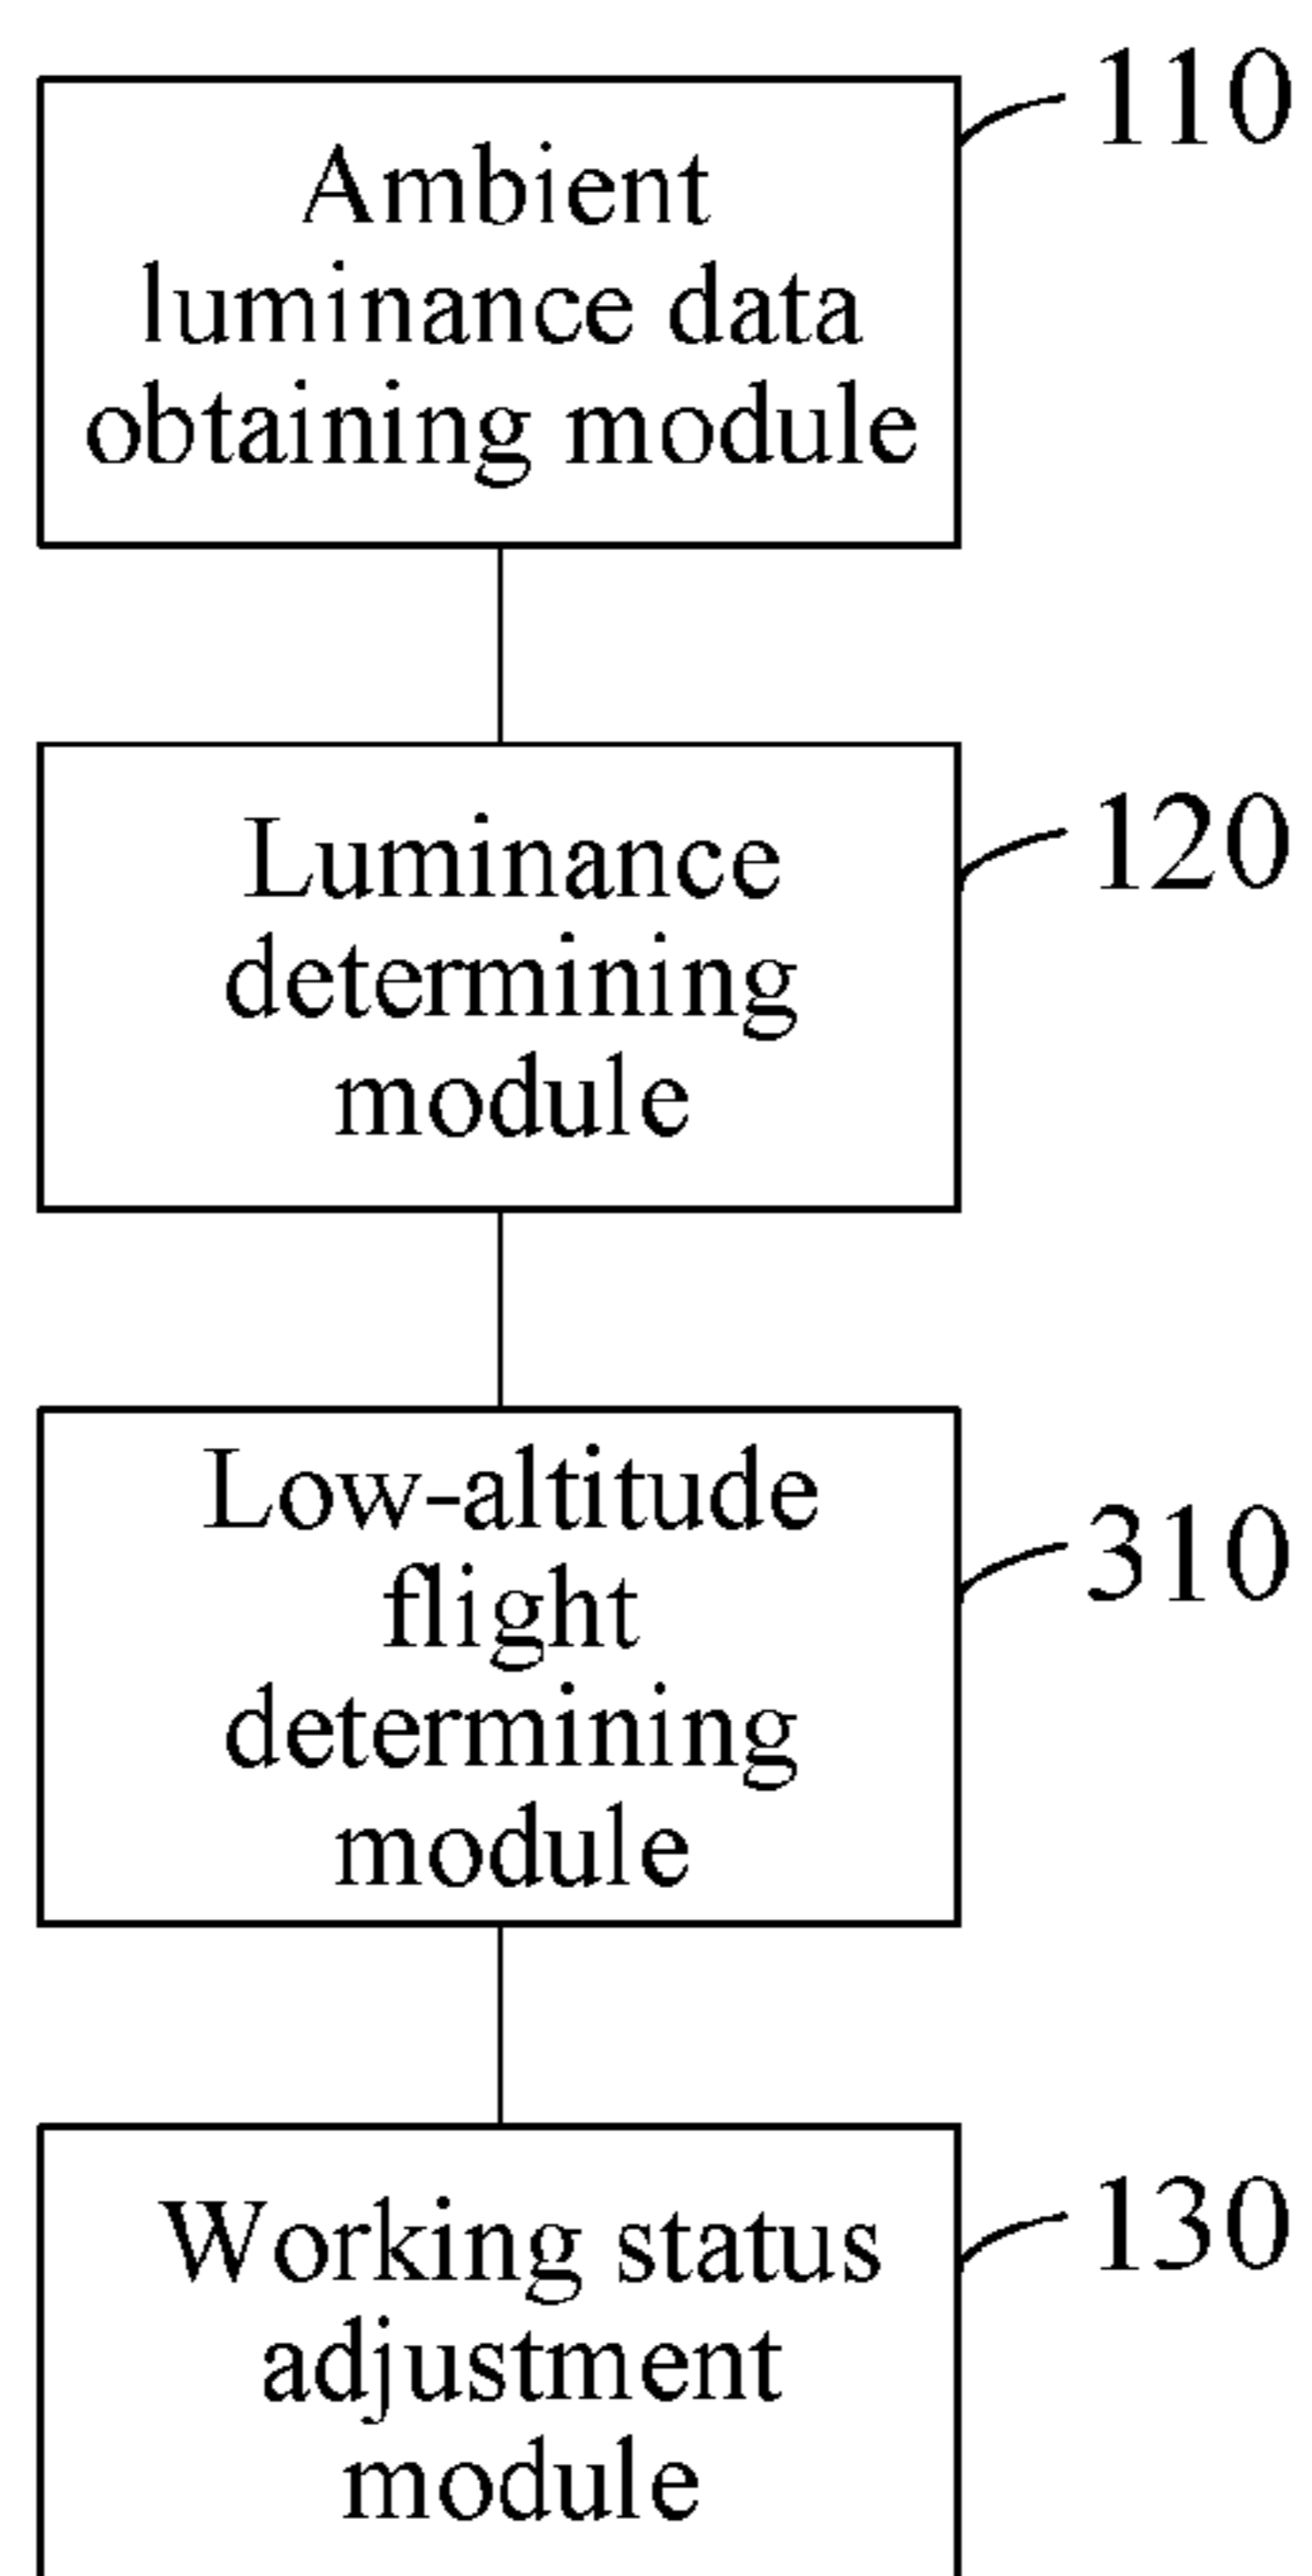 110
Ambient
luminance data
obtaining module
120
Luminance
determining
module
310
Low-altitude
flight
determining
module
130
Working status
adjustment
module